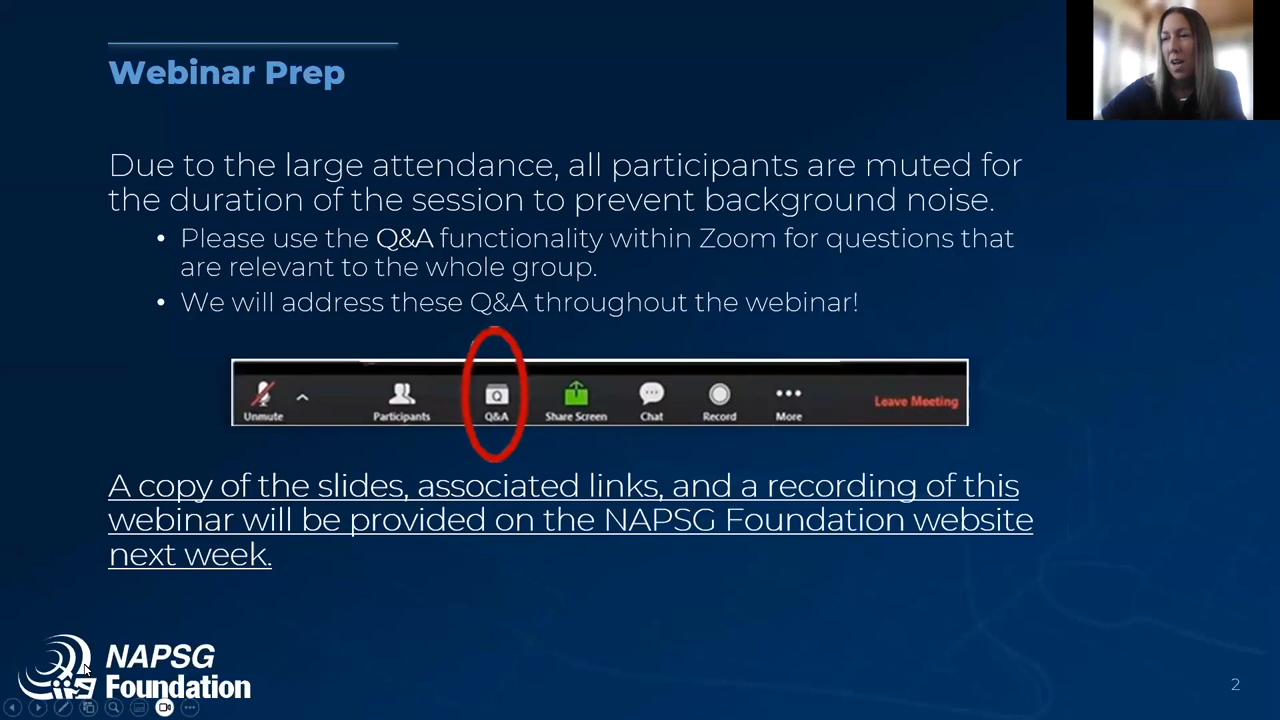 Webinar Prep
Due to the large attendance, all participants are muted for
the duration of the session to prevent background noise.
• Please use the Q&A functionality within Zoom for questions that
are relevant to the whole group.
• We will address these Q&A throughout the webinar!
Unmute Participants Q&A Share Screen Chat Record More Leave Meeting
A copy of the slides, associated links, and a recording of this
webinar will be provided on the NAPSG Foundation website
next week.
NAPSG
Foundation
2